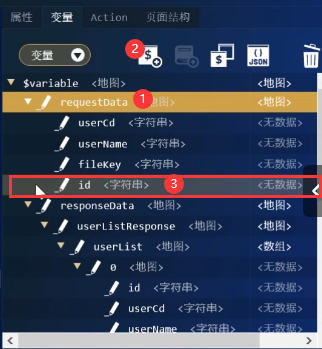 属性 变量 Action 页面结构
变量 2 $ $ {} JSON
$variable <地图> <地图>
requestData 1 地图> <地图>
userCd <字符串> <无数据>
userName <字符串> <无数据>
fileKey <字符串> <无数据>
id <字符串> 3 <无数据>
responseData <地图> <地图>
userListResponse <地图> <地图>
userList <地图> <数组>
0 <地图> <无数据>
id <字符串> <无数据>
userCd <字符串> <无数据>
userName <字符串> <无数据>